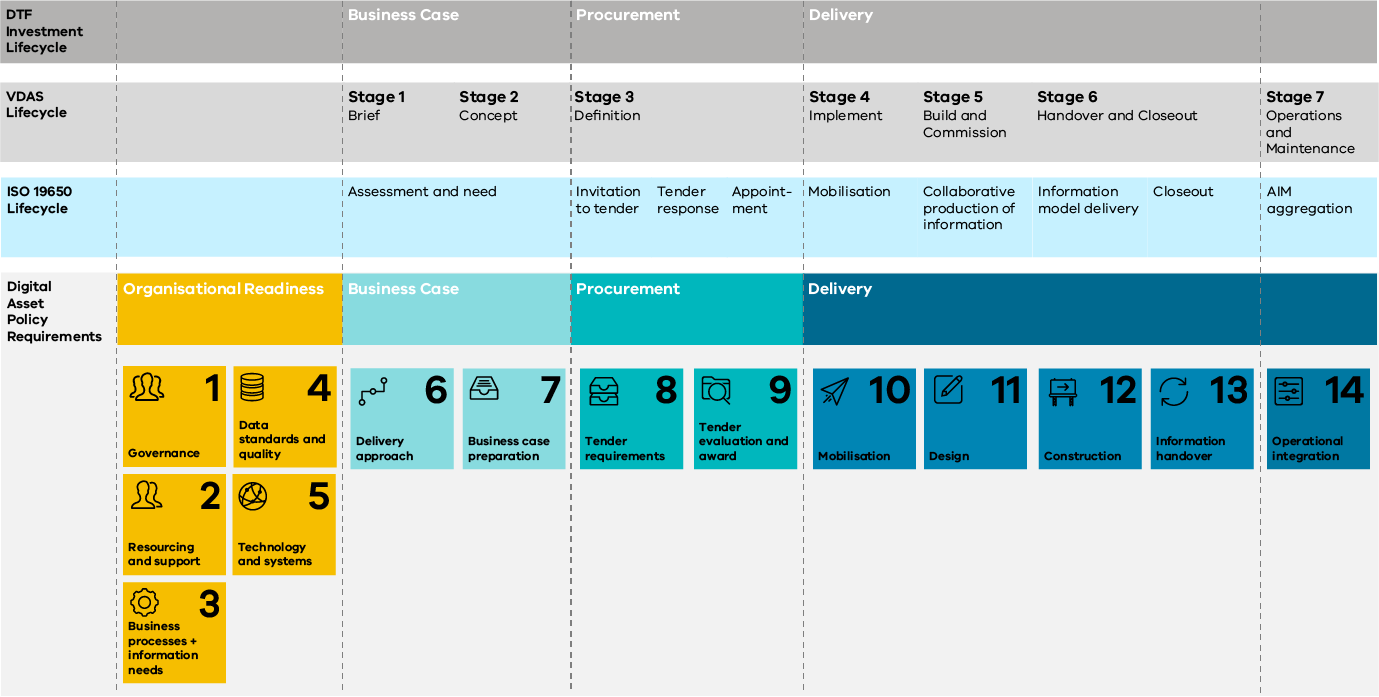 DTF
Investment
Lifecycle
Business Case
Procurement
Delivery
VDAS
Lifecycle
Stage 1
Brief
Stage 2
Concept
Stage 3
Definition
Stage 4
Implement
Stage 5
Build and
Commission
Stage 6
Handover and Closeout
Stage 7
Operations
and
Maintenance
ISO 19650
Lifecycle
Assessment and need
Invitation
to tender
Tender
response
Appoint-
ment
Mobilisation
Collaborative
production of
information
Information
model delivery
Closeout
AIM
aggregation
Digital
Asset
Policy
Requirements
Organisational Readiness
Business Case
Procurement
Delivery
1
Governance
4
Data
standards and
quality
6
Delivery
approach
7
Business case
preparation
8
Tender
requirements
9
Tender
evaluation and
award
10
Mobilisation
11
Design
12
Construction
13
Information
handover
14
Operational
integration
2
Resourcing
and support
5
Technology
and systems
3
Business
processes +
information
needs